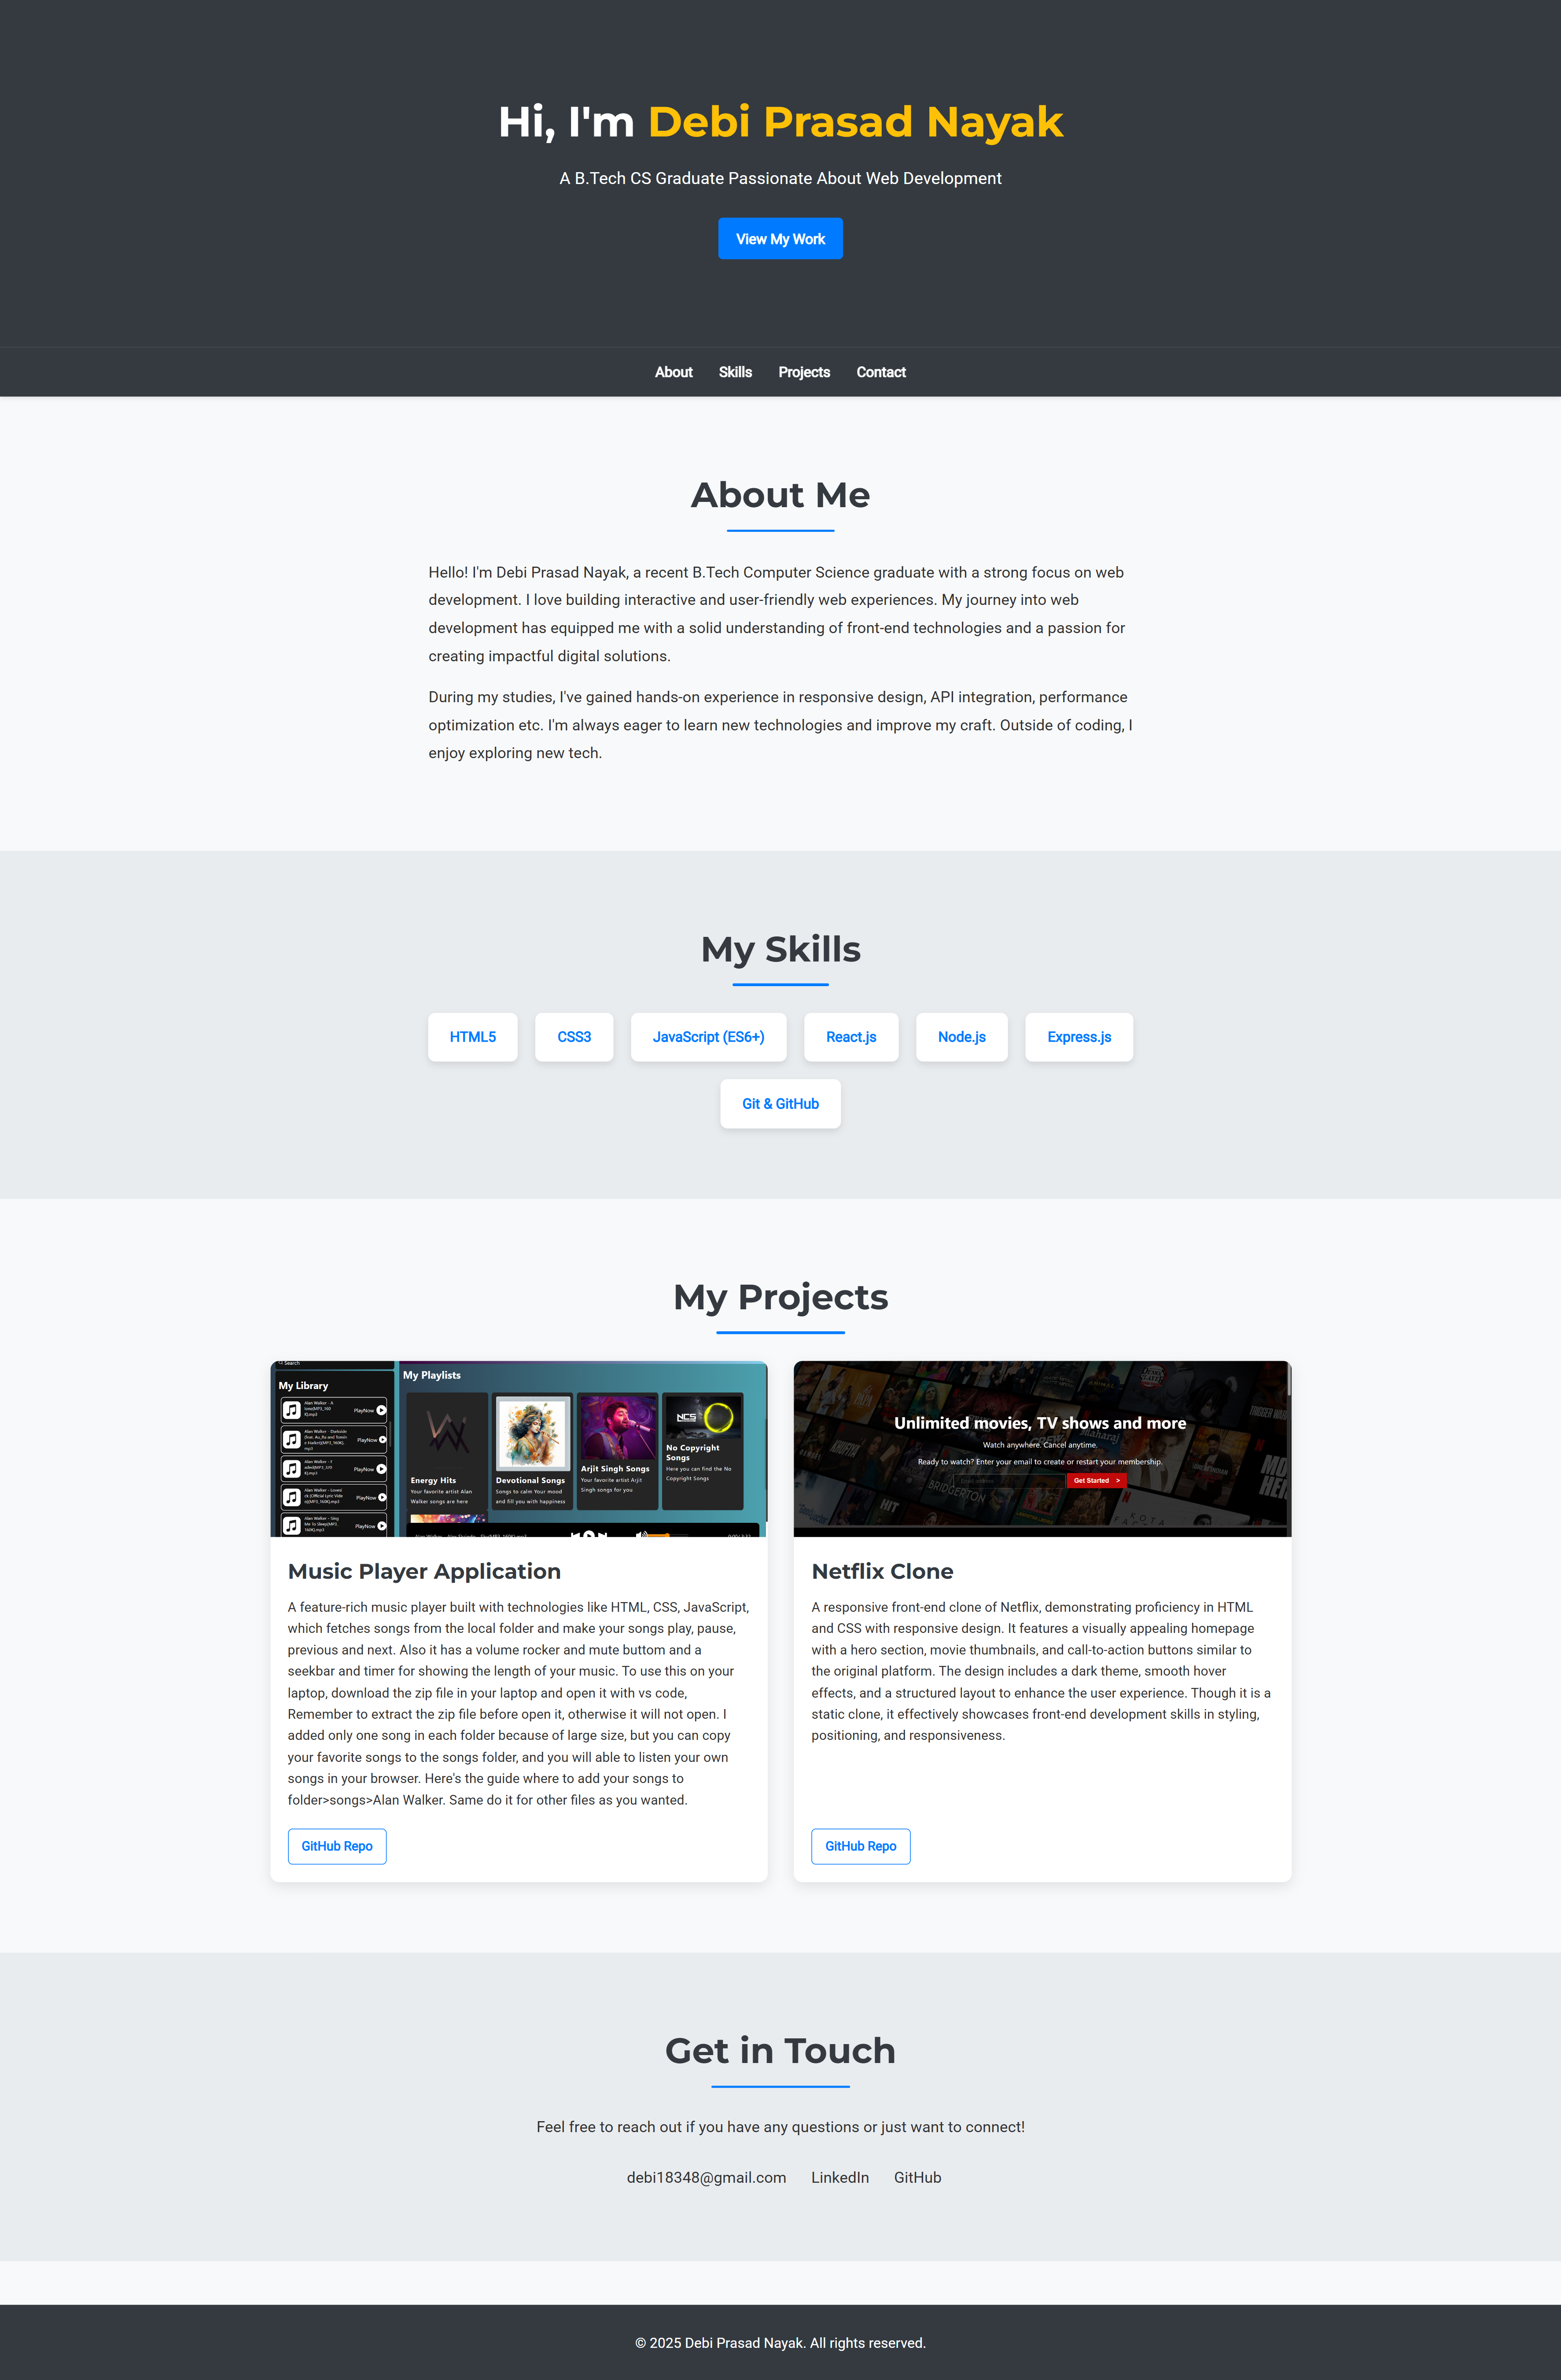 Hi, I'm Debi Prasad Nayak
A B.Tech CS Graduate Passionate About Web Development
View My Work
About Skills Projects Contact
About Me
Hello! I'm Debi Prasad Nayak, a recent B.Tech Computer Science graduate with a strong focus on web
development. I love building interactive and user-friendly web experiences. My journey into web
development has equipped me with a solid understanding of front-end technologies and a passion for
creating impactful digital solutions.
During my studies, I've gained hands-on experience in responsive design, API integration, performance
optimization etc. I'm always eager to learn new technologies and improve my craft. Outside of coding, I
enjoy exploring new tech.
My Skills
HTML5 CSS3 JavaScript (ES6+) React.js Node.js Express.js
Git & GitHub
My Projects
Search
My Library
Alan Walker - A
PlayNow
Alan Walker - Darkside
PlayNow
Alan Walker - F
PlayNow
PlayNow
Alan Walker - Sing
PlayNow
My Playlists
Energy Hits
Your favorite artist Alan
Walker songs are here
Devotional Songs
Songs to calm Your mood
and fill you with happiness
Arjit Singh Songs
Your favorite artist Arjit
Singh songs for you
NCS
No Copyright
Songs
Here you can find the No
Copyright Songs
Unlimited movies, TV shows and more
Watch anywhere. Cancel anytime.
Ready to watch? Enter your email to create or restart your membership.
Get Started >
BRIDGERTON
Music Player Application
A feature-rich music player built with technologies like HTML, CSS, JavaScript,
which fetches songs from the local folder and make your songs play, pause,
previous and next. Also it has a volume rocker and mute buttom and a
seekbar and timer for showing the length of your music. To use this on your
laptop, download the zip file in your laptop and open it with vs code,
Remember to extract the zip file before open it, otherwise it will not open. I
added only one song in each folder because of large size, but you can copy
your favorite songs to the songs folder, and you will able to listen your own
songs in your browser. Here's the guide where to add your songs to
folder>songs>Alan Walker. Same do it for other files as you wanted.
GitHub Repo
Netflix Clone
A responsive front-end clone of Netflix, demonstrating proficiency in HTML
and CSS with responsive design. It features a visually appealing homepage
with a hero section, movie thumbnails, and call-to-action buttons similar to
the original platform. The design includes a dark theme, smooth hover
effects, and a structured layout to enhance the user experience. Though it is a
static clone, it effectively showcases front-end development skills in styling,
positioning, and responsiveness.
GitHub Repo
Get in Touch
Feel free to reach out if you have any questions or just want to connect!
debi18348@gmail.com LinkedIn GitHub
© 2025 Debi Prasad Nayak. All rights reserved.